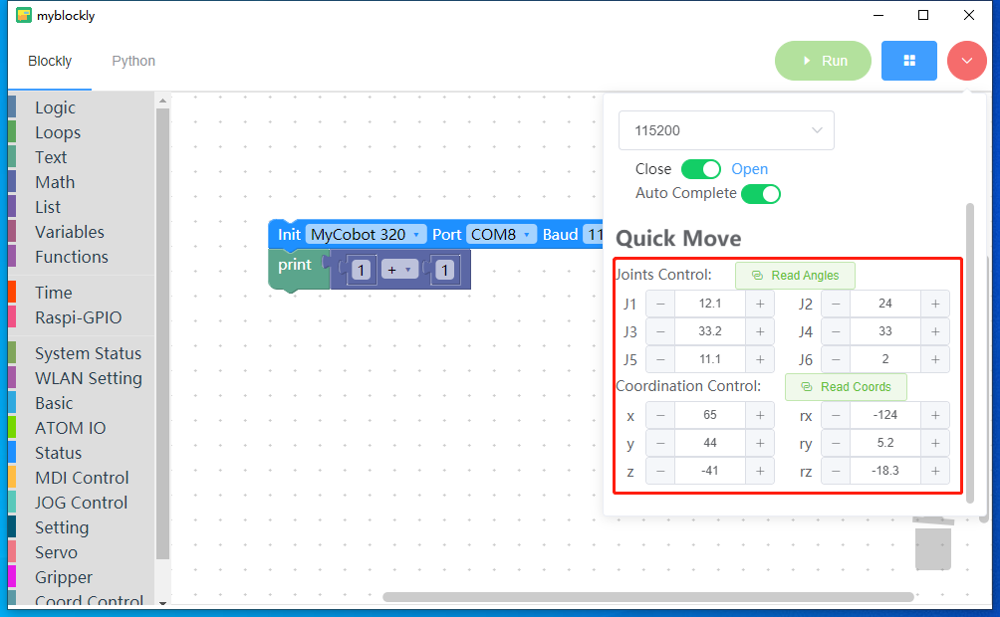 myblockly
Blockly Python Run
115200
Close Open
Auto Complete
Logic
Loops
Text
Math
List
Variables
Functions
Time
Raspi-GPIO
System Status
WLAN Setting
Basic
ATOM IO
Status
MDI Control
JOG Control
Setting
Servo
Gripper
Coord Control
Init MyCobot 320 Port COM8 Baud 11
print 1 + 1
Quick Move
Joints Control: Read Angles
J1 − 12.1 + J2 − 24 +
J3 − 33.2 + J4 − 33 +
J5 − 11.1 + J6 − 2 +
Coordination Control: Read Coords
x − 65 + rx − -124 +
y − 44 + ry − 5.2 +
z − -41 + rz − -18.3 +